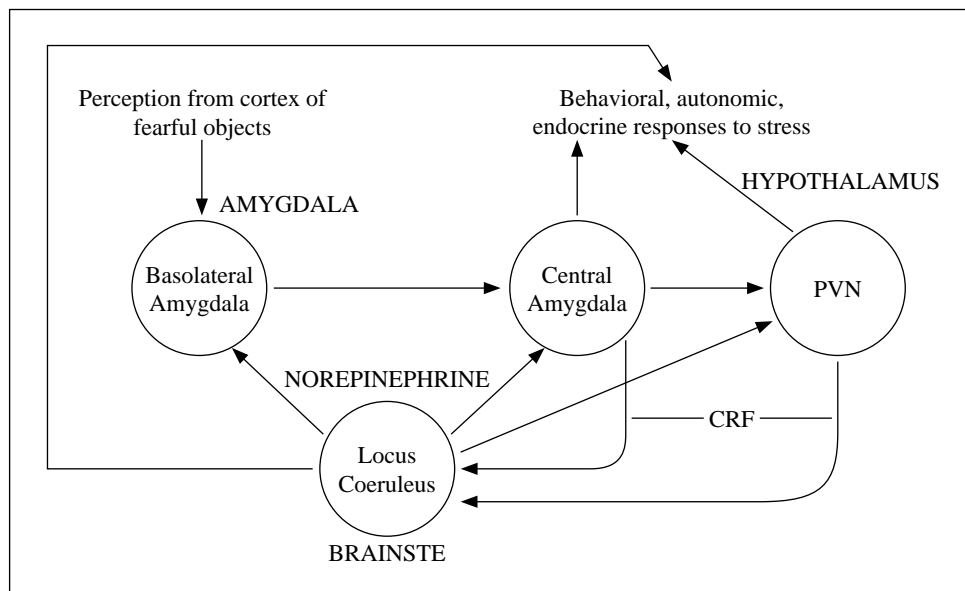 Perception from cortex of
fearful objects
Behavioral, autonomic,
endocrine responses to stress
HYPOTHALAMUS
AMYGDALA
Basolateral
Amygdala
Central
Amygdala
PVN
NOREPINEPHRINE
CRF
Locus
Coeruleus
BRAINSTE